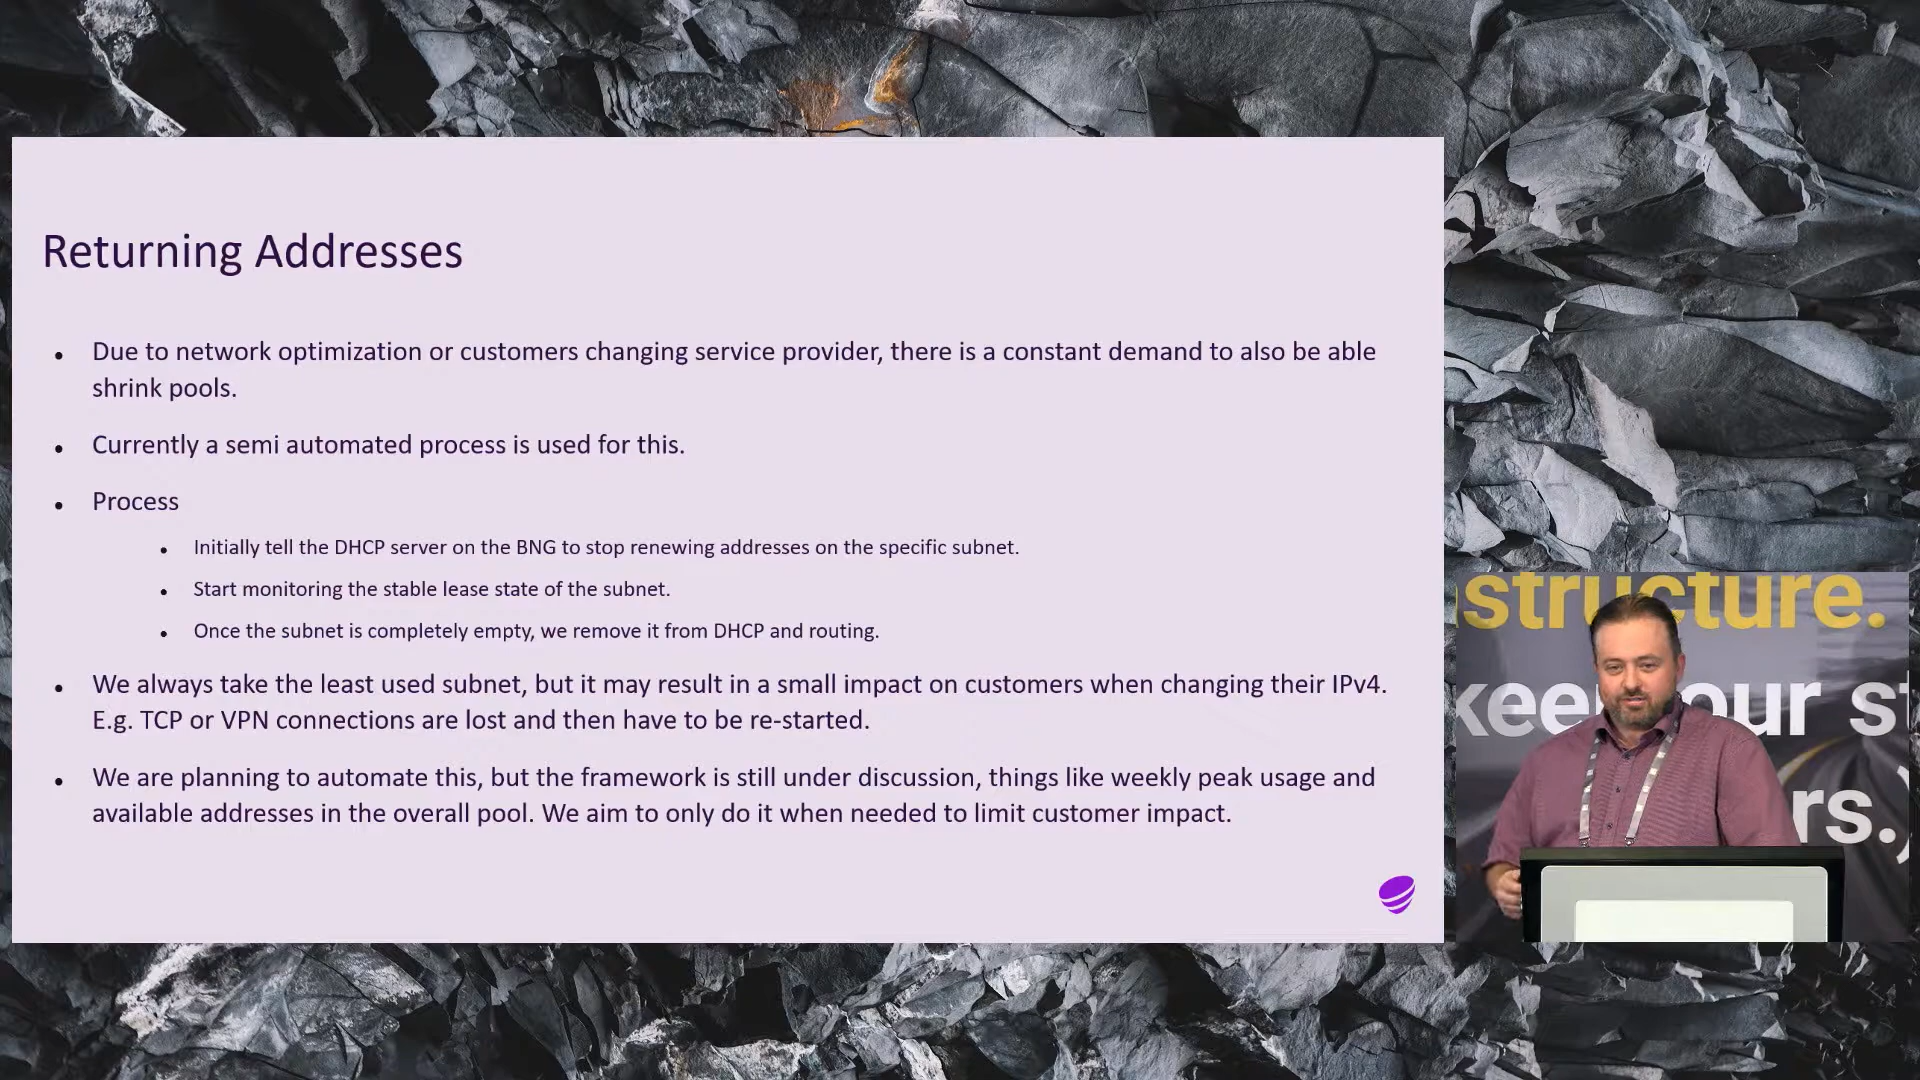 Returning Addresses
Due to network optimization or customers changing service provider, there is a constant demand to also be able
shrink pools.
Currently a semi automated process is used for this.
Process
Initially tell the DHCP server on the BNG to stop renewing addresses on the specific subnet.
Start monitoring the stable lease state of the subnet.
Once the subnet is completely empty, we remove it from DHCP and routing.
We always take the least used subnet, but it may result in a small impact on customers when changing their IPv4.
E.g. TCP or VPN connections are lost and then have to be re-started.
We are planning to automate this, but the framework is still under discussion, things like weekly peak usage and
available addresses in the overall pool. We aim to only do it when needed to limit customer impact.
structure.
keep our st
rs.)